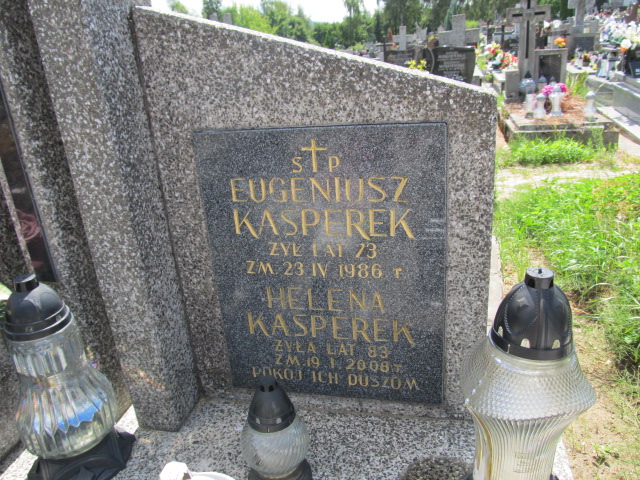 Ś P
EUGENIUSZ
KASPEREK
ŻYŁ LAT 73
ZM. 23 IV 1986 r.
HELENA
KASPEREK
ŻYŁA LAT 83
ZM. 19. I. 2008 r.
POKÓJ ICH DUSZOM